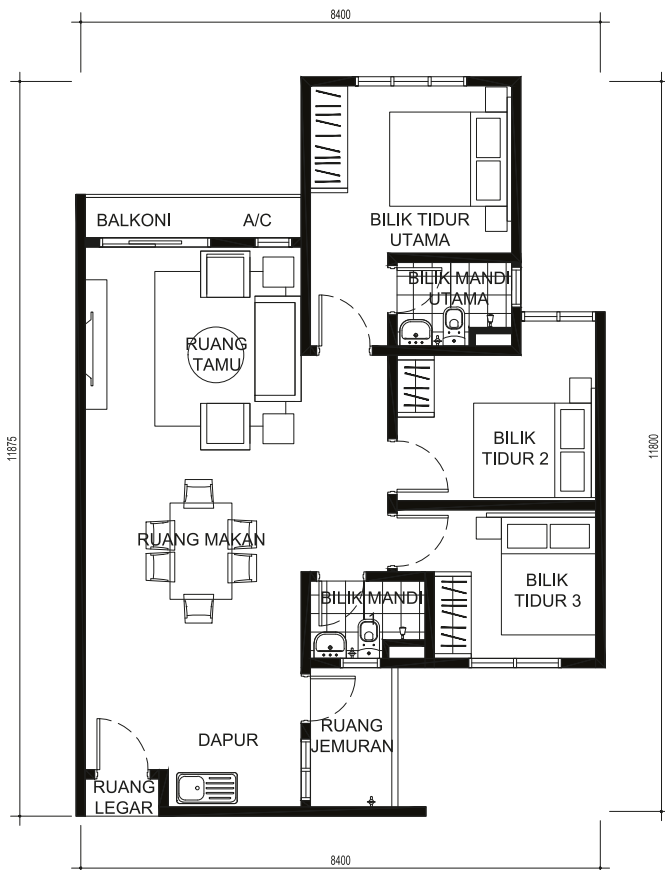 8400
BALKONI
A/C
BILIK TIDUR
UTAMA
BILIK MANDI
UTAMA
RUANG
TAMU
11875
11800
BILIK
TIDUR 2
RUANG MAKAN
BILIK
TIDUR 3
BILIK MANDI
DAPUR
RUANG
JEMURAN
RUANG
LEGAR
8400